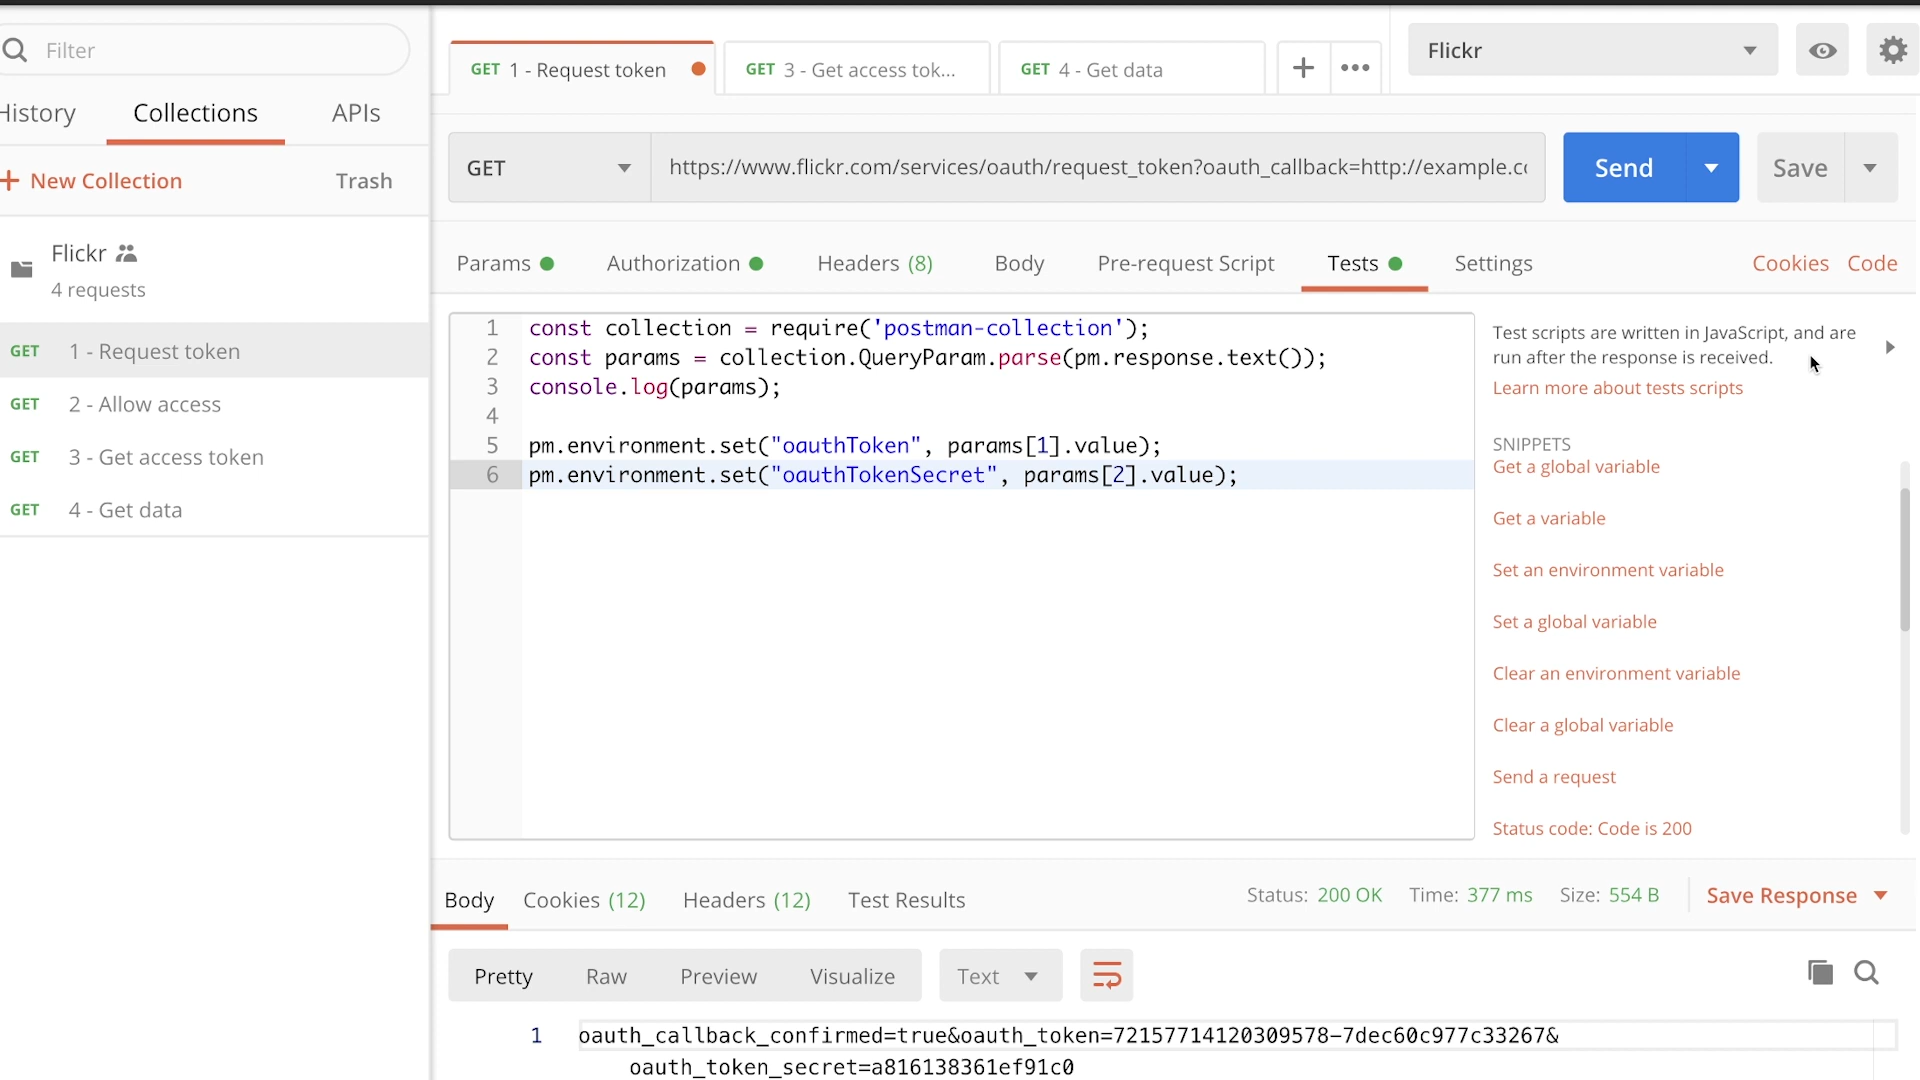 Filter
History
Collections
APIs
+ New Collection
Trash
Flickr
4 requests
GET 1 - Request token
GET 2 - Allow access
GET 3 - Get access token
GET 4 - Get data
GET 1 - Request token
GET 3 - Get access tok...
GET 4 - Get data
Flickr
GET
https://www.flickr.com/services/oauth/request_token?oauth_callback=http://example.co
Send
Save
Params
Authorization
Headers (8)
Body
Pre-request Script
Tests
Settings
Cookies
Code
1 const collection = require('postman-collection');
2 const params = collection.QueryParam.parse(pm.response.text());
3 console.log(params);
4
5 pm.environment.set("oauthToken", params[1].value);
6 pm.environment.set("oauthTokenSecret", params[2].value);
Test scripts are written in JavaScript, and are
run after the response is received.
Learn more about tests scripts
SNIPPETS
Get a global variable
Get a variable
Set an environment variable
Set a global variable
Clear an environment variable
Clear a global variable
Send a request
Status code: Code is 200
Body
Cookies (12)
Headers (12)
Test Results
Status: 200 OK
Time: 377 ms
Size: 554 B
Save Response
Pretty
Raw
Preview
Visualize
Text
1 oauth_callback_confirmed=true&oauth_token=72157714120309578-7dec60c977c33267&
oauth_token_secret=a816138361ef91c0